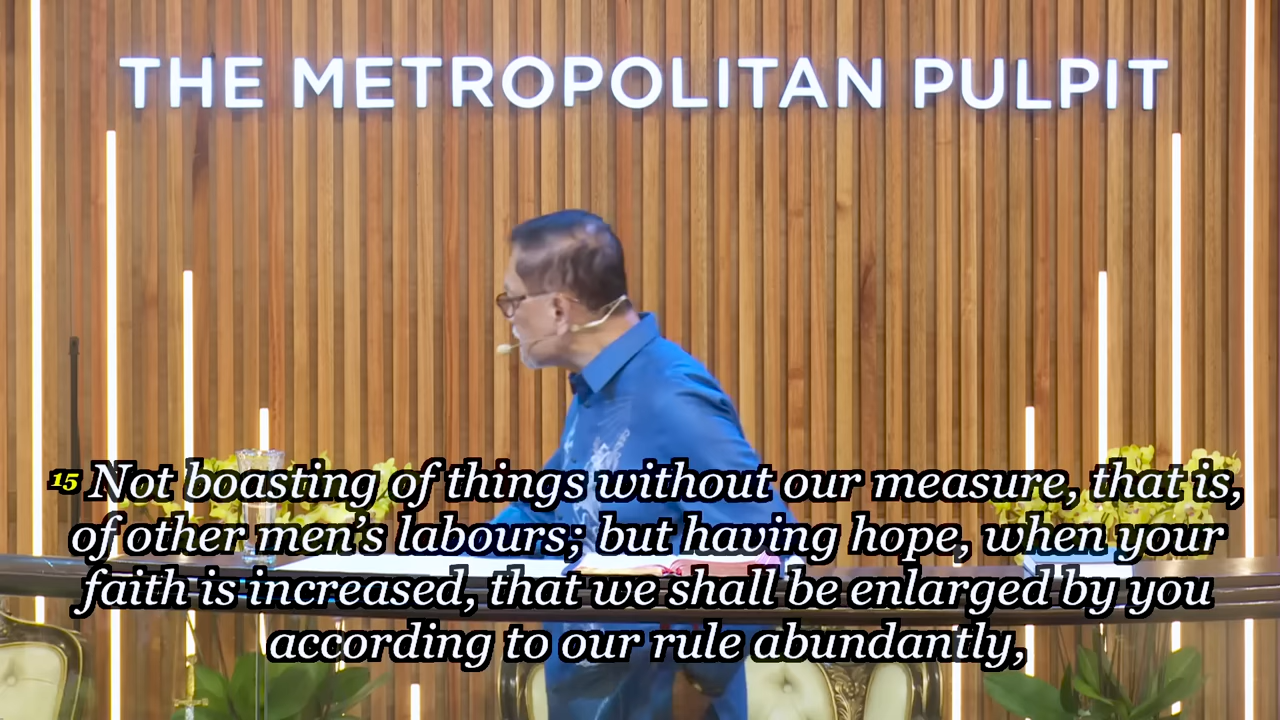 THE METROPOLITAN PULPIT
15 Not boasting of things without our measure, that is,
of other men’s labours; but having hope, when your
faith is increased, that we shall be enlarged by you
according to our rule abundantly,